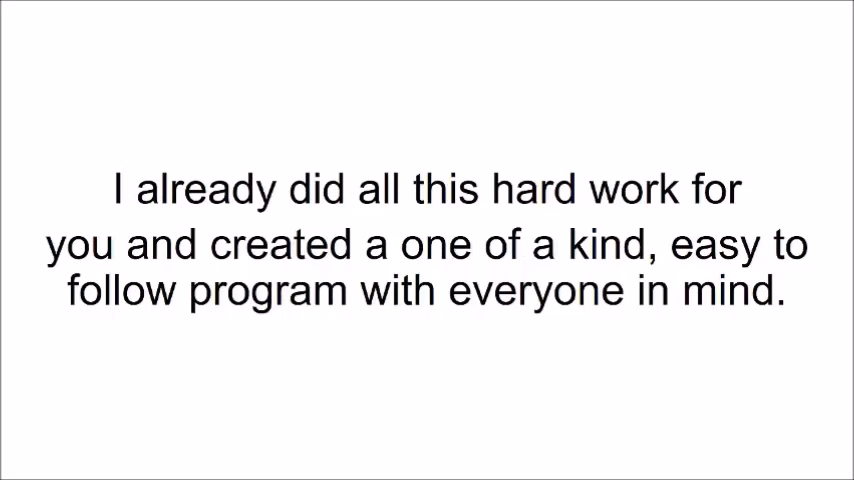 I already did all this hard work for
you and created a one of a kind, easy to
follow program with everyone in mind.